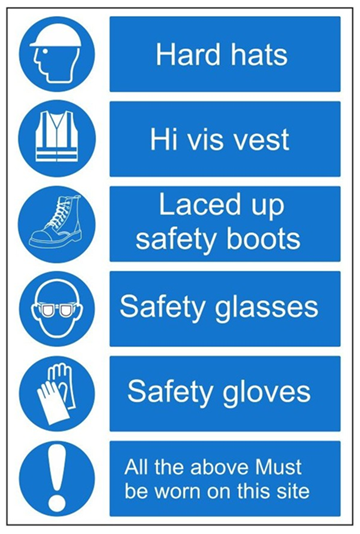 Hard hats
Hi vis vest
Laced up
safety boots
Safety glasses
Safety gloves
All the above Must
be worn on this site